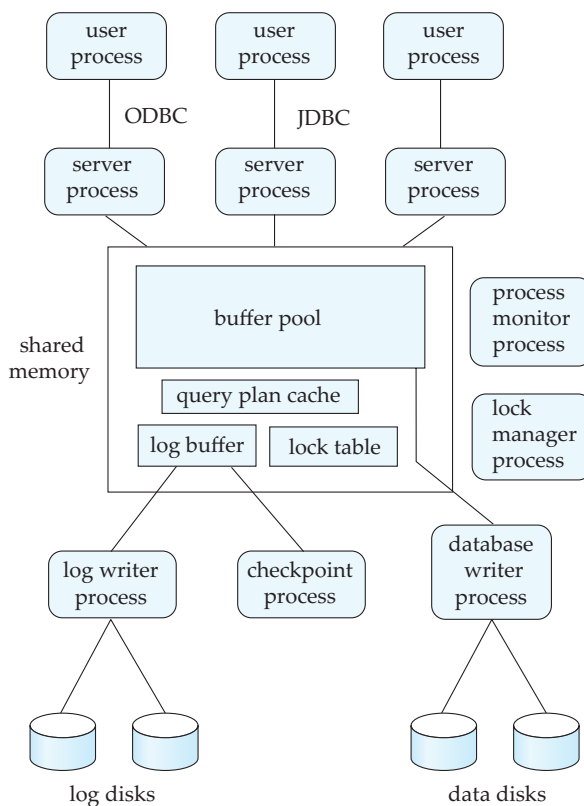 user
process
user
process
user
process
ODBC
JDBC
server
process
server
process
server
process
shared
memory
buffer pool
process
monitor
process
query plan cache
log buffer
lock table
lock
manager
process
log writer
process
checkpoint
process
database
writer
process
log disks
data disks